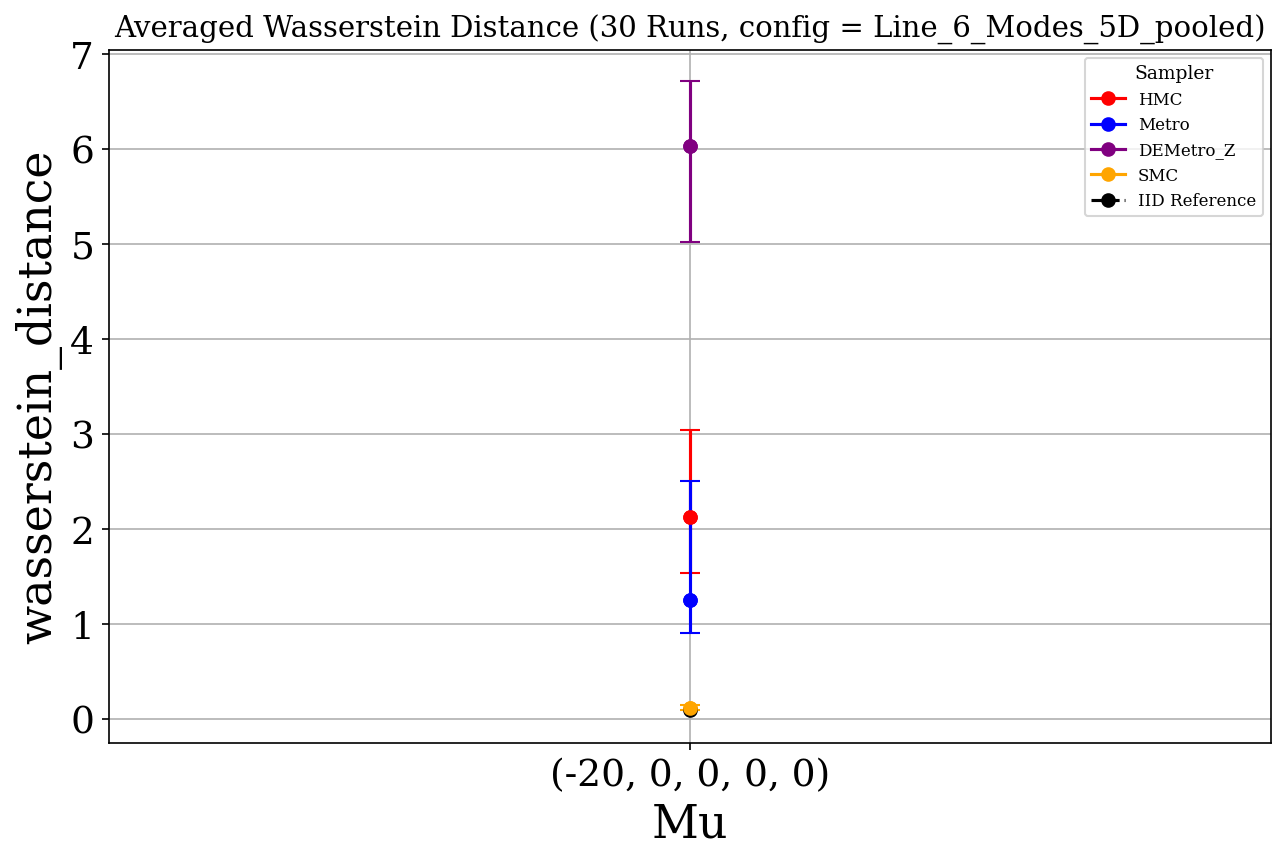 Averaged Wasserstein Distance (30 Runs, config = Line_6_Modes_5D_pooled)
wasserstein_distance
7
6
5
4
3
2
1
0
Sampler
HMC
Metro
DEMetro_Z
SMC
IID Reference
(-20, 0, 0, 0, 0)
Mu